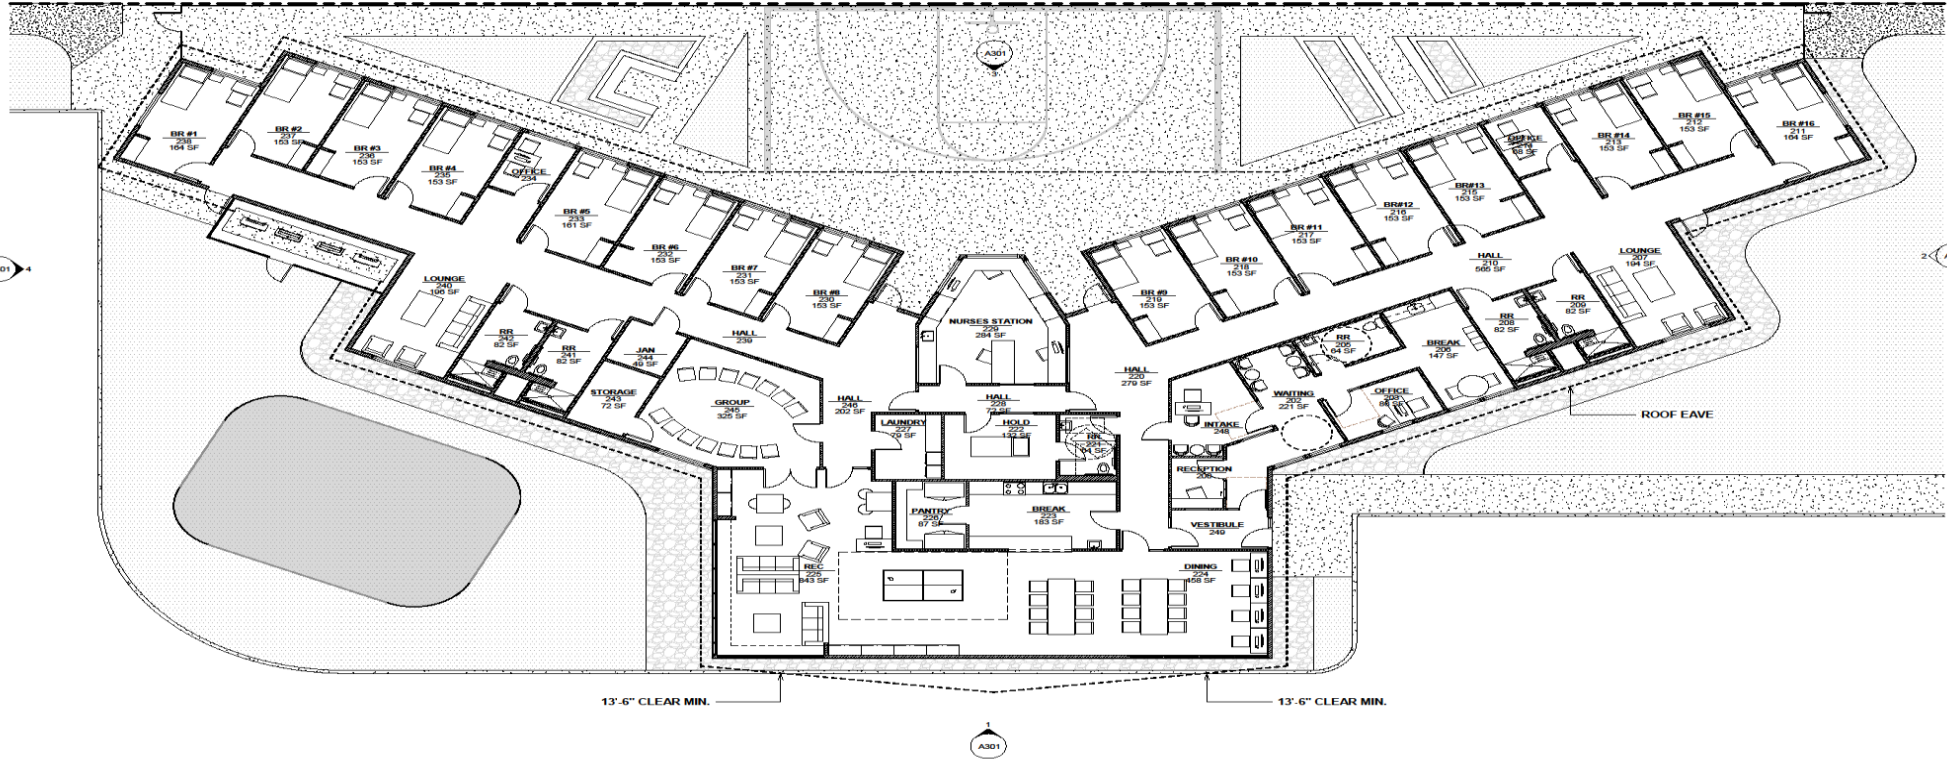 A301
BR #1
238
164 SF
BR #2
237
153 SF
BR #3
236
153 SF
BR #4
235
153 SF
OFFICE
234
BR #5
233
161 SF
BR #6
232
153 SF
BR #7
231
153 SF
BR #8
230
153 SF
BR #9
219
153 SF
BR #10
218
153 SF
BR #11
217
153 SF
BR#12
216
153 SF
BR#13
215
153 SF
OFFICE
BR #14
213
153 SF
BR #15
212
153 SF
BR #16
211
164 SF
4
2
LOUNGE
240
196 SF
RR
242
82 SF
RR
241
82 SF
JAN
244
49 SF
HALL
239
STORAGE
243
72 SF
GROUP
245
325 SF
HALL
246
202 SF
NURSES STATION
229
284 SF
HALL
228
LAUNDRY
227
79 SF
HOLD
222
RR
221
64 SF
HALL
220
279 SF
HALL
210
565 SF
LOUNGE
207
194 SF
RR
209
82 SF
RR
208
82 SF
RR
205
64 SF
BREAK
206
147 SF
WAITING
202
221 SF
OFFICE
203
INTAKE
248
RECEPTION
VESTIBULE
249
PANTRY
226
87 SF
BREAK
223
183 SF
REC
225
843 SF
DINING
224
458 SF
ROOF EAVE
13'-6" CLEAR MIN.
13'-6" CLEAR MIN.
1
A301